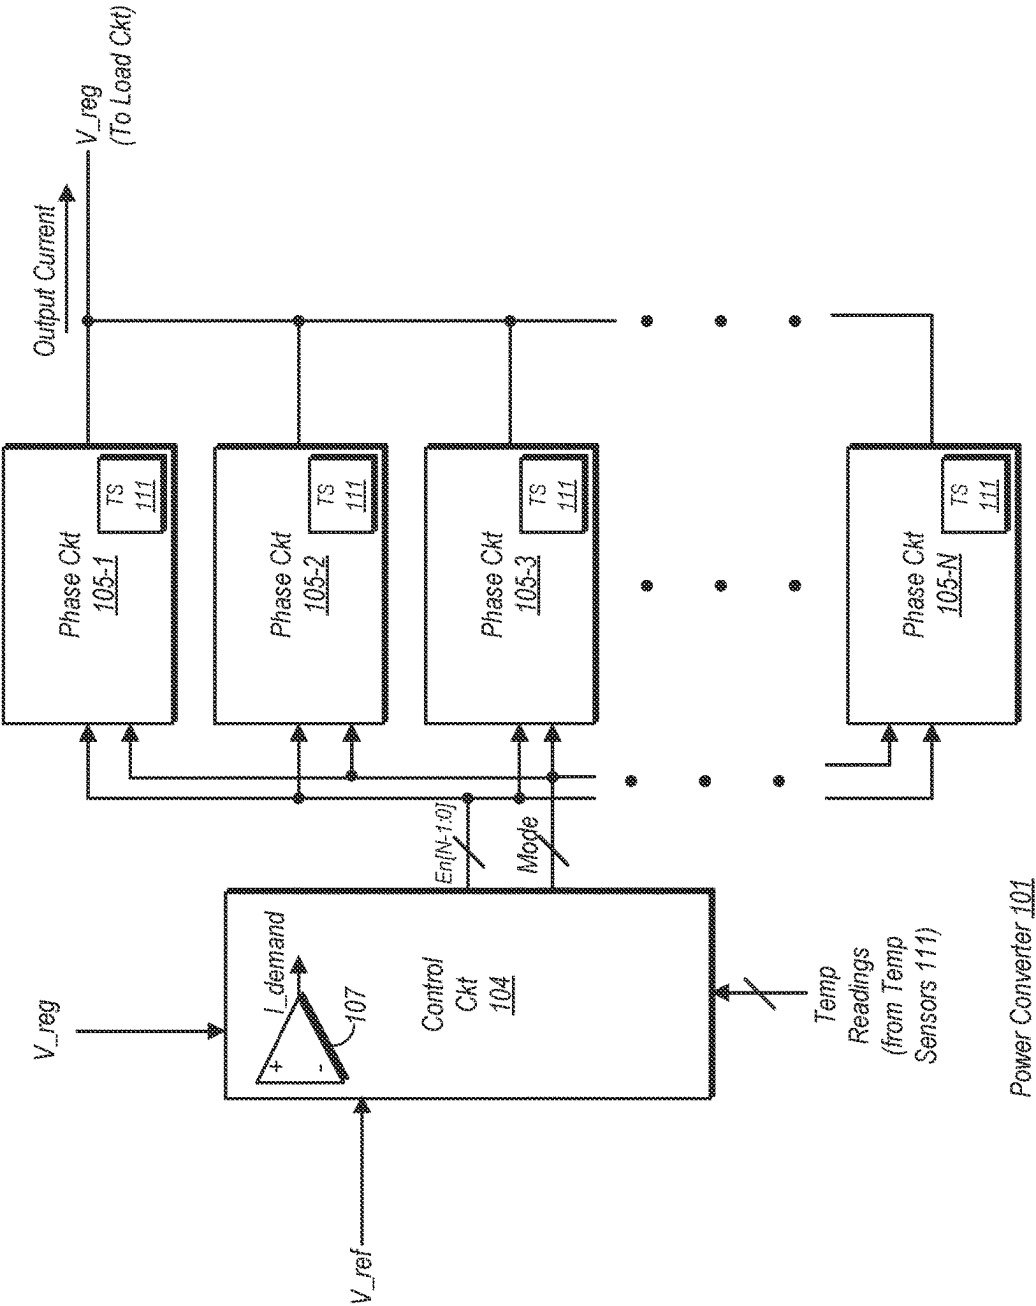 Output Current
V_reg
(To Load Ckt)
Phase Ckt
105-1
TS
111
Phase Ckt
105-2
TS
111
Phase Ckt
105-3
TS
111
Phase Ckt
105-N
TS
111
En[N-1:0]
Mode
V_reg
V_ref
I_demand
+
-
107
Control
Ckt
104
Temp
Readings
(from Temp
Sensors 111)
Power Converter 101